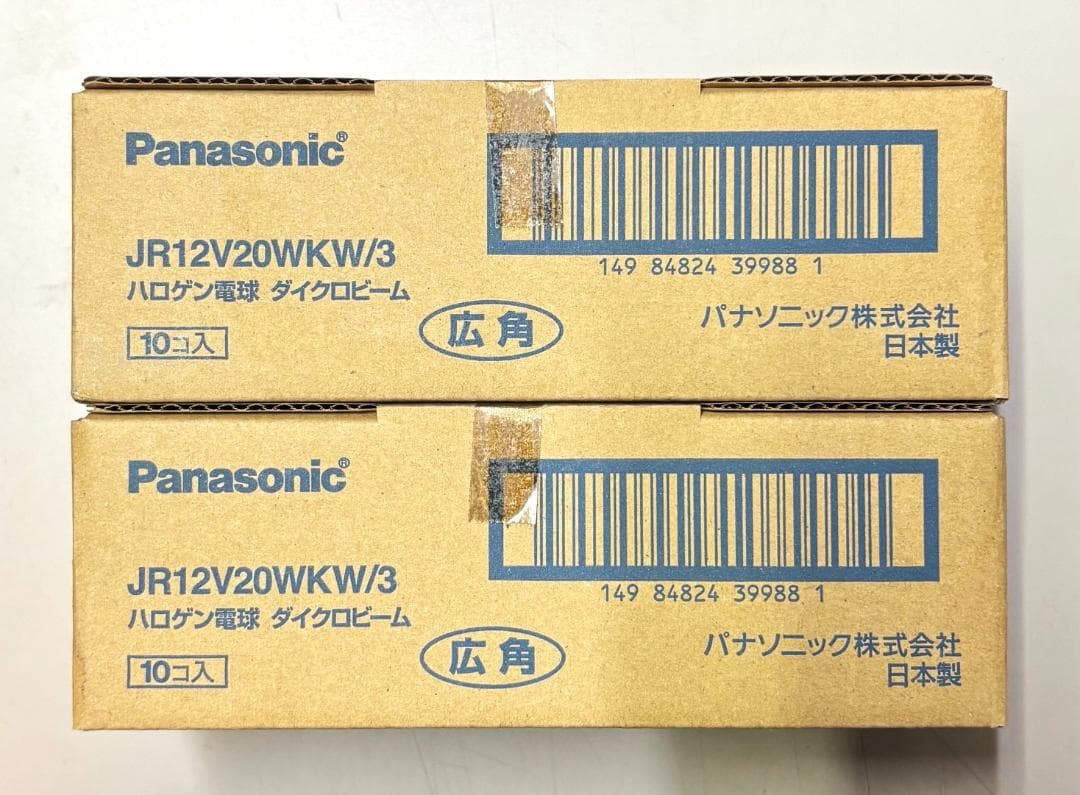 Panasonic®
JR12V20WKW/3
ハロゲン電球 ダイクロビーム
10コ入
広角
149 84824 39988 1
パナソニック株式会社
日本製
Panasonic®
JR12V20WKW/3
ハロゲン電球 ダイクロビーム
10コ入
広角
149 84824 39988 1
パナソニック株式会社
日本製